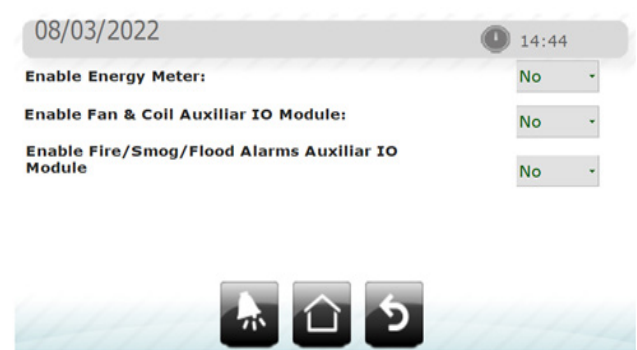 08/03/2022
14:44
Enable Energy Meter:
No
Enable Fan & Coil Auxiliar IO Module:
No
Enable Fire/Smog/Flood Alarms Auxiliar IO
Module
No